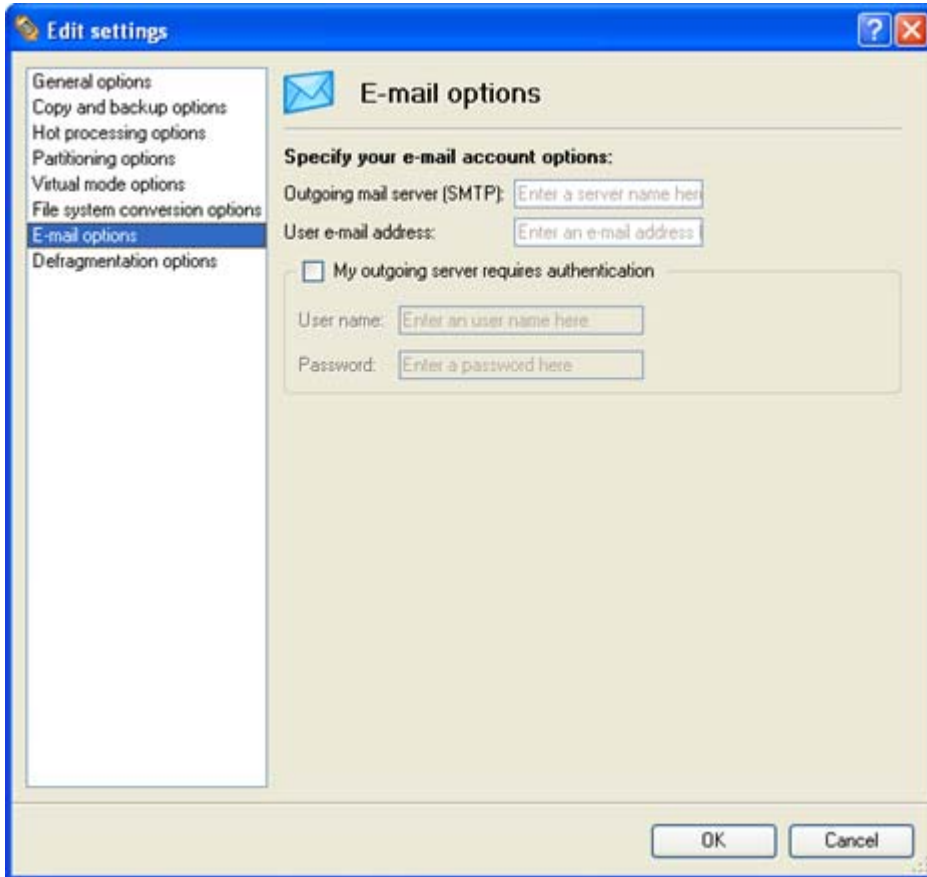 Edit settings
General options
Copy and backup options
Hot processing options
Partitioning options
Virtual mode options
File system conversion options
E-mail options
Defragmentation options
E-mail options
Specify your e-mail account options:
Outgoing mail server (SMTP): Enter a server name her
User e-mail address: Enter an e-mail address
My outgoing server requires authentication
User name: Enter an user name here
Password: Enter a password here
OK Cancel